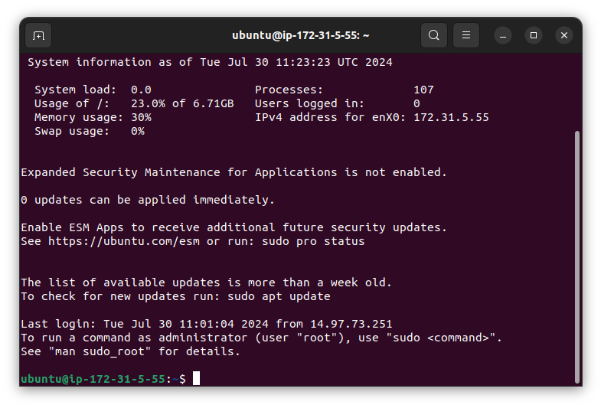 ubuntu@ip-172-31-5-55: ~
System information as of Tue Jul 30 11:23:23 UTC 2024
System load:  0.0                Processes:             107
Usage of /:   23.0% of 6.71GB   Users logged in:       0
Memory usage: 30%                IPv4 address for enX0: 172.31.5.55
Swap usage:   0%
Expanded Security Maintenance for Applications is not enabled.
0 updates can be applied immediately.
Enable ESM Apps to receive additional future security updates.
See https://ubuntu.com/esm or run: sudo pro status
The list of available updates is more than a week old.
To check for new updates run: sudo apt update
Last login: Tue Jul 30 11:01:04 2024 from 14.97.73.251
To run a command as administrator (user "root"), use "sudo <command>".
See "man sudo_root" for details.
ubuntu@ip-172-31-5-55:~$